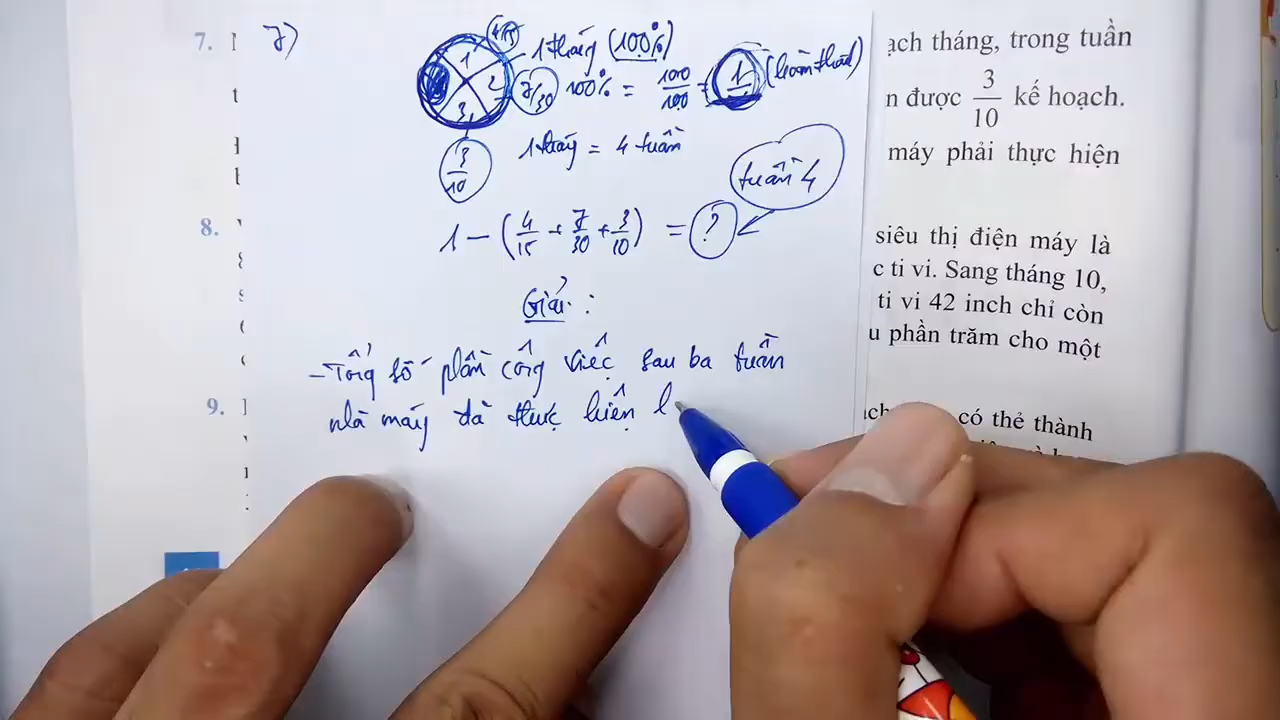 7.
7)
4/15
1 tháng (100%)
1
2
3
7/30
100% = 100/100 = 1 (hoàn thành)
3/10
1 tháng = 4 tuần
tuần 4
1 - (4/15 + 7/30 + 3/10) = ?
Giải:
- Tổng số phần công việc sau ba tuần
nhà máy đã thực hiện l
ạch tháng, trong tuần
n được 3/10 kế hoạch.
máy phải thực hiện
8.
siêu thị điện máy là
c ti vi. Sang tháng 10,
ti vi 42 inch chỉ còn
u phần trăm cho một
9.
có thẻ thành